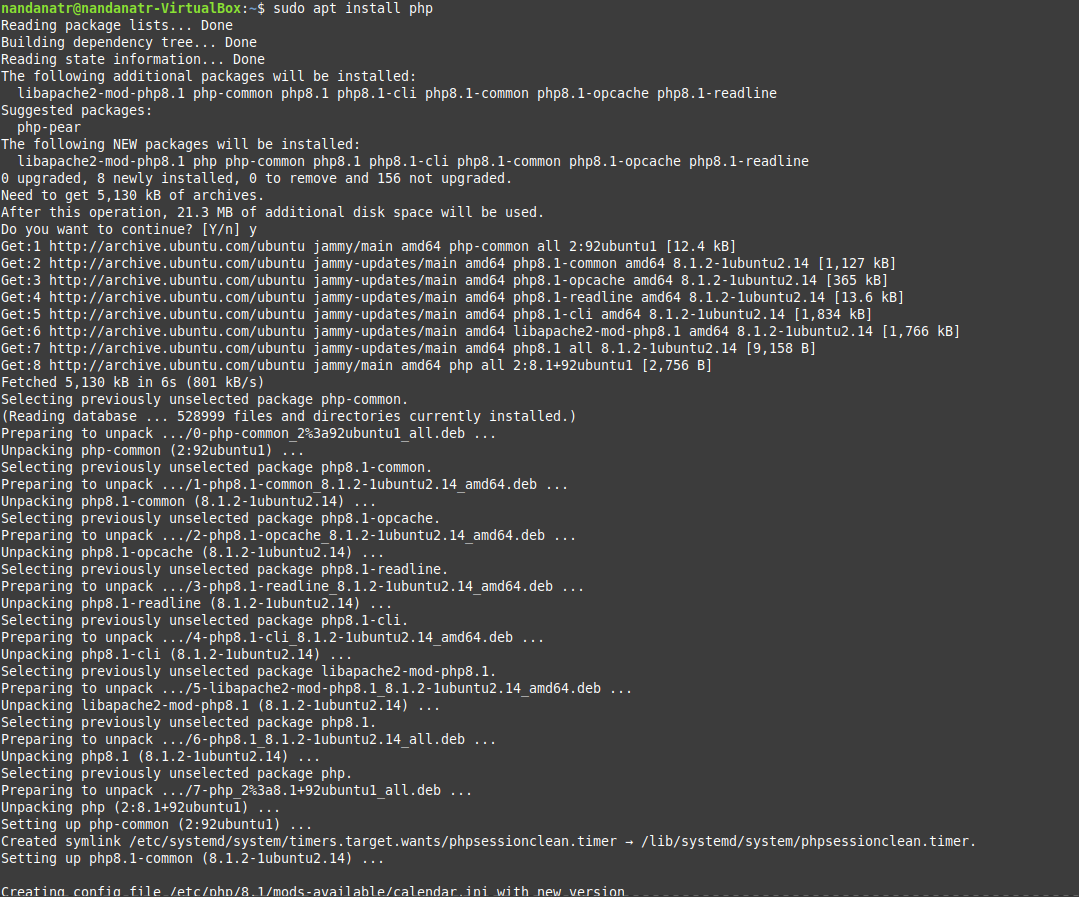 nandanatr@nandanatr-VirtualBox:~$ sudo apt install php
Reading package lists... Done
Building dependency tree... Done
Reading state information... Done
The following additional packages will be installed:
  libapache2-mod-php8.1 php-common php8.1 php8.1-cli php8.1-common php8.1-opcache php8.1-readline
Suggested packages:
  php-pear
The following NEW packages will be installed:
  libapache2-mod-php8.1 php php-common php8.1 php8.1-cli php8.1-common php8.1-opcache php8.1-readline
0 upgraded, 8 newly installed, 0 to remove and 156 not upgraded.
Need to get 5,130 kB of archives.
After this operation, 21.3 MB of additional disk space will be used.
Do you want to continue? [Y/n] y
Get:1 http://archive.ubuntu.com/ubuntu jammy/main amd64 php-common all 2:92ubuntu1 [12.4 kB]
Get:2 http://archive.ubuntu.com/ubuntu jammy-updates/main amd64 php8.1-common amd64 8.1.2-1ubuntu2.14 [1,127 kB]
Get:3 http://archive.ubuntu.com/ubuntu jammy-updates/main amd64 php8.1-opcache amd64 8.1.2-1ubuntu2.14 [365 kB]
Get:4 http://archive.ubuntu.com/ubuntu jammy-updates/main amd64 php8.1-readline amd64 8.1.2-1ubuntu2.14 [13.6 kB]
Get:5 http://archive.ubuntu.com/ubuntu jammy-updates/main amd64 php8.1-cli amd64 8.1.2-1ubuntu2.14 [1,834 kB]
Get:6 http://archive.ubuntu.com/ubuntu jammy-updates/main amd64 libapache2-mod-php8.1 amd64 8.1.2-1ubuntu2.14 [1,766 kB]
Get:7 http://archive.ubuntu.com/ubuntu jammy-updates/main amd64 php8.1 all 8.1.2-1ubuntu2.14 [9,158 B]
Get:8 http://archive.ubuntu.com/ubuntu jammy/main amd64 php all 2:8.1+92ubuntu1 [2,756 B]
Fetched 5,130 kB in 6s (801 kB/s)
Selecting previously unselected package php-common.
(Reading database ... 528999 files and directories currently installed.)
Preparing to unpack .../0-php-common_2%3a92ubuntu1_all.deb ...
Unpacking php-common (2:92ubuntu1) ...
Selecting previously unselected package php8.1-common.
Preparing to unpack .../1-php8.1-common_8.1.2-1ubuntu2.14_amd64.deb ...
Unpacking php8.1-common (8.1.2-1ubuntu2.14) ...
Selecting previously unselected package php8.1-opcache.
Preparing to unpack .../2-php8.1-opcache_8.1.2-1ubuntu2.14_amd64.deb ...
Unpacking php8.1-opcache (8.1.2-1ubuntu2.14) ...
Selecting previously unselected package php8.1-readline.
Preparing to unpack .../3-php8.1-readline_8.1.2-1ubuntu2.14_amd64.deb ...
Unpacking php8.1-readline (8.1.2-1ubuntu2.14) ...
Selecting previously unselected package php8.1-cli.
Preparing to unpack .../4-php8.1-cli_8.1.2-1ubuntu2.14_amd64.deb ...
Unpacking php8.1-cli (8.1.2-1ubuntu2.14) ...
Selecting previously unselected package libapache2-mod-php8.1.
Preparing to unpack .../5-libapache2-mod-php8.1_8.1.2-1ubuntu2.14_amd64.deb ...
Unpacking libapache2-mod-php8.1 (8.1.2-1ubuntu2.14) ...
Selecting previously unselected package php8.1.
Preparing to unpack .../6-php8.1_8.1.2-1ubuntu2.14_all.deb ...
Unpacking php8.1 (8.1.2-1ubuntu2.14) ...
Selecting previously unselected package php.
Preparing to unpack .../7-php_2%3a8.1+92ubuntu1_all.deb ...
Unpacking php (2:8.1+92ubuntu1) ...
Setting up php-common (2:92ubuntu1) ...
Created symlink /etc/systemd/system/timers.target.wants/phpsessionclean.timer → /lib/systemd/system/phpsessionclean.timer.
Setting up php8.1-common (8.1.2-1ubuntu2.14) ...
Creating config file /etc/php/8.1/mods-available/calendar.ini with new version